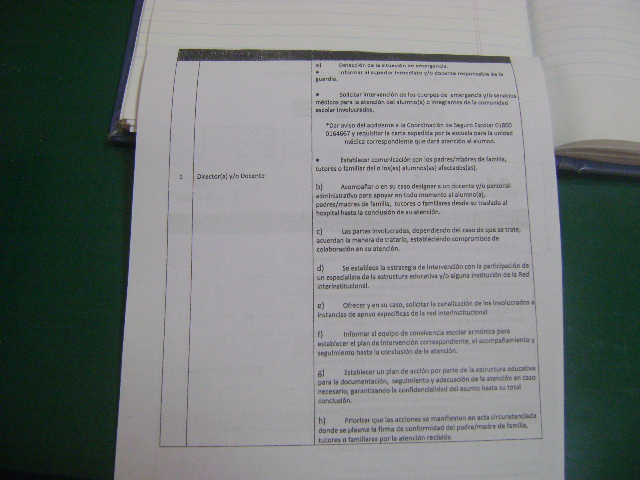 a) Detección de la situación de emergencia.
• Informar al superior inmediato y/o docente responsable de la
guardia.
• Solicitar intervención de los cuerpos de emergencia y/o servicios
médicos para la atención del alumno(s) o integrantes de la comunidad
escolar involucrados.
*Dar aviso del accidente a la Coordinación de Seguro Escolar 01800
0164667 y requisitar la carta expedida por la escuela para la unidad
médica correspondiente que dará atención al alumno.
• Establecer comunicación con los padres/madres de familia,
tutores o familiar del o los(as) alumnos(as) afectados(as).
1 Director(a) y/o Docente
b) Acompañar o en su caso designar a un docente y/o personal
administrativo para apoyar en todo momento al alumno(a),
padres/madres de familia, tutores o familiares desde su traslado al
hospital hasta la conclusión de su atención.
c) Las partes involucradas, dependiendo del caso de que se trate,
acuerdan la manera de tratarlo, estableciendo compromisos de
colaboración en su atención.
d) Se establece la estrategia de intervención con la participación de
un especialista de la estructura educativa y/o alguna institución de la Red
Interinstitucional.
e) Ofrecer y en su caso, solicitar la canalización de los involucrados a
instancias de apoyo específicas de la red interinstitucional
f) Informar al equipo de convivencia escolar armónica para
establecer el plan de intervención correspondiente, el acompañamiento y
seguimiento hasta la conclusión de la atención.
g) Establecer un plan de acción por parte de la estructura educativa
para la documentación, seguimiento y adecuación de la atención en caso
necesario, garantizando la confidencialidad del asunto hasta su total
conclusión.
h) Priorizar que las acciones se manifiesten en acta circunstanciada
donde se plasme la firma de conformidad del padre/madre de familia,
tutores o familiares por la atención recibida.